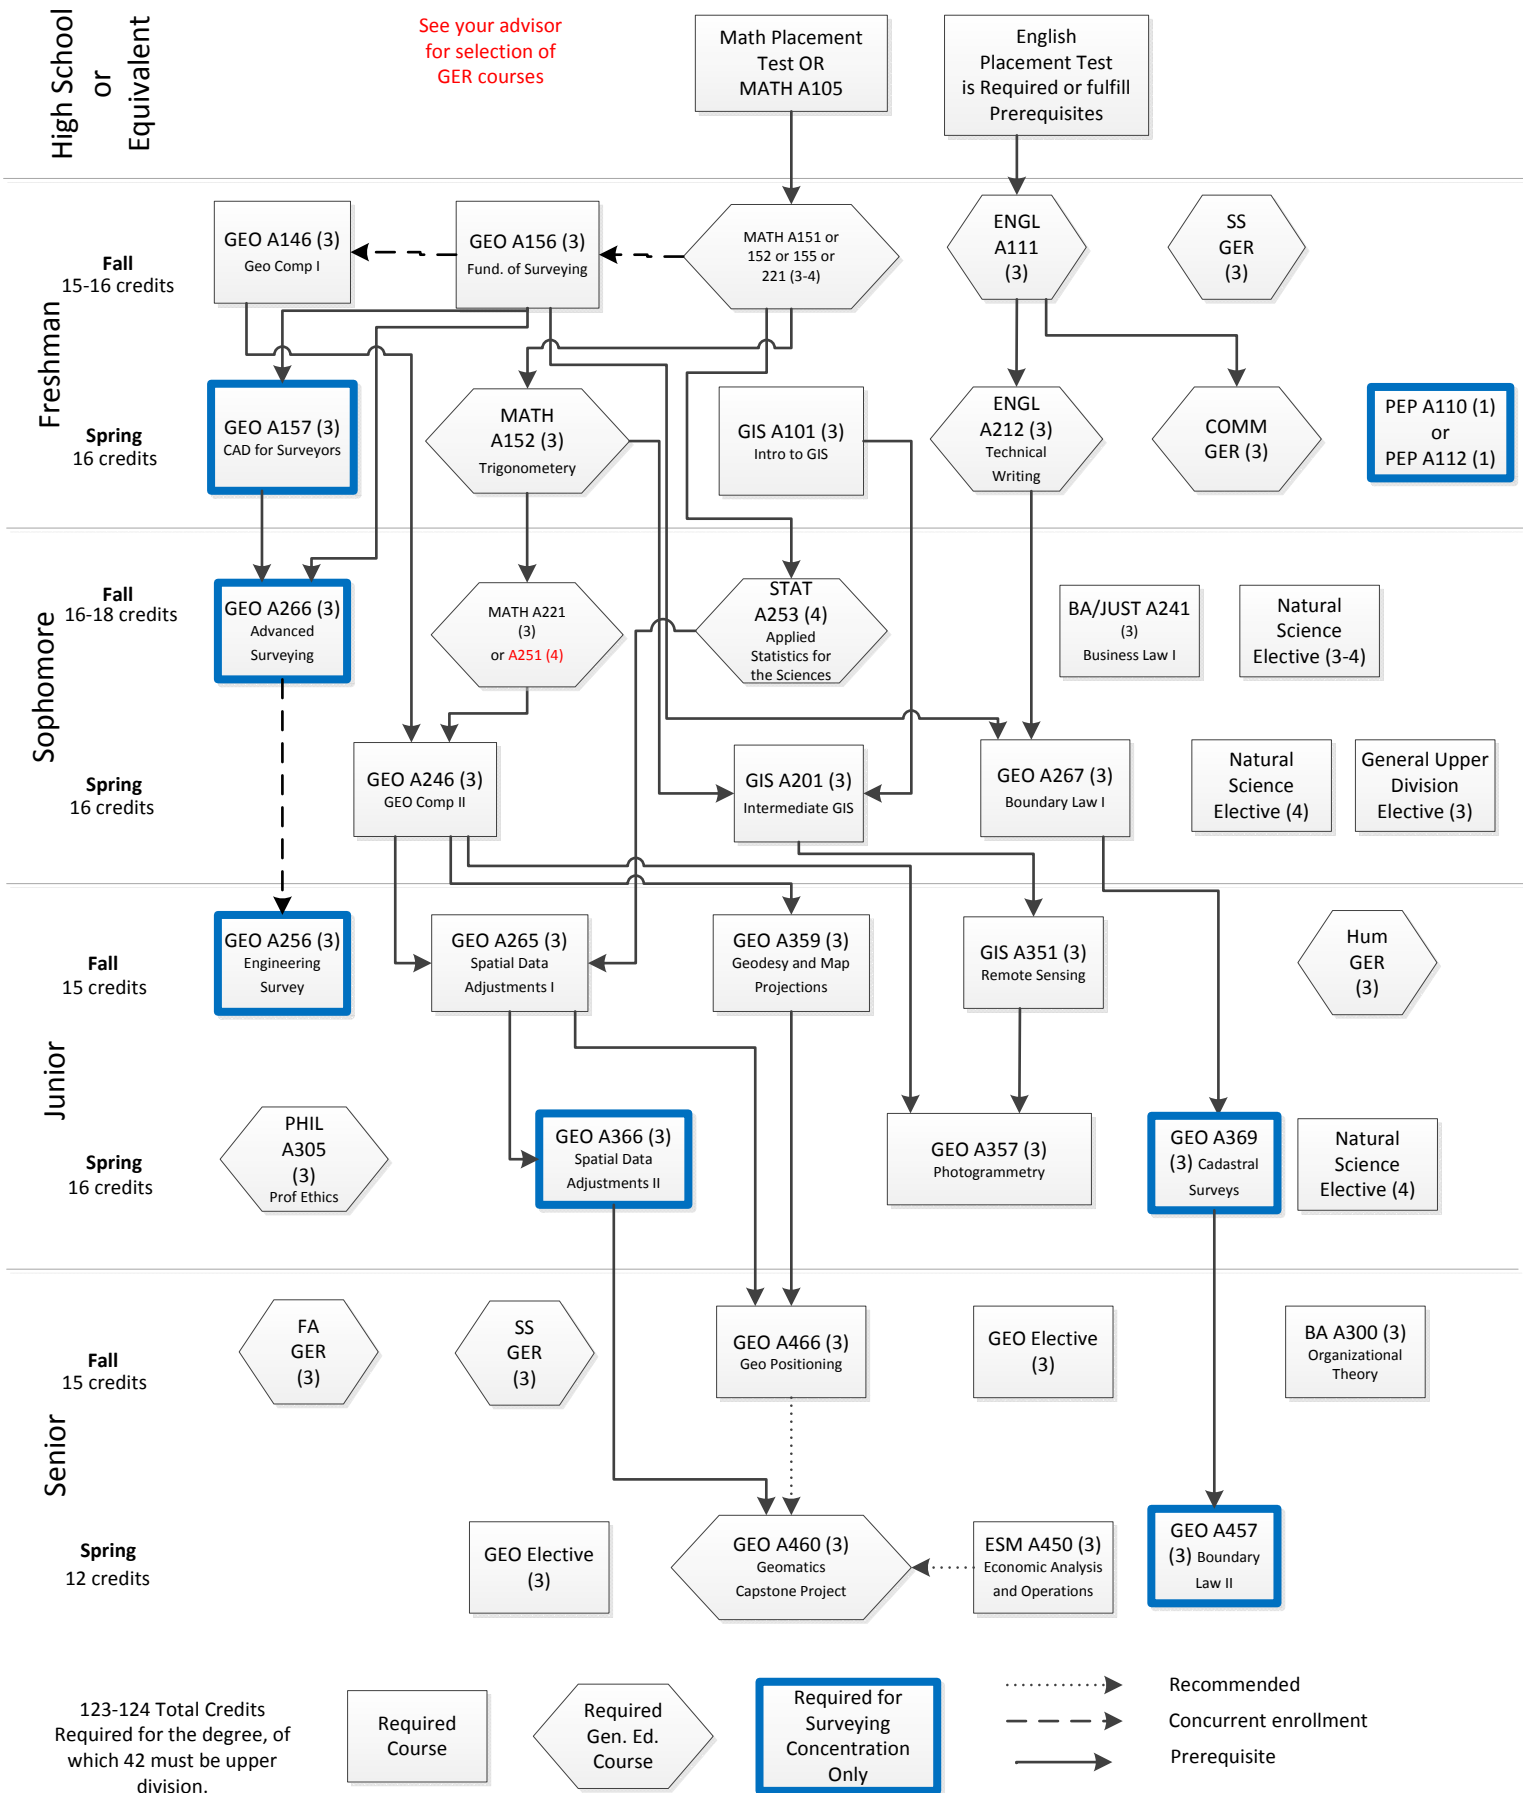 High School
or
Equivalent
See your advisor
for selection of
GER courses
Math Placement
Test OR
MATH A105
English
Placement Test
is Required or fulfill
Prerequisites
Freshman
Fall
15-16 credits
GEO A146 (3)
Geo Comp I
GEO A156 (3)
Fund. of Surveying
MATH A151 or
152 or 155 or
221 (3-4)
ENGL
A111
(3)
SS
GER
(3)
Spring
16 credits
GEO A157 (3)
CAD for Surveyors
MATH
A152 (3)
Trigonometery
GIS A101 (3)
Intro to GIS
ENGL
A212 (3)
Technical
Writing
COMM
GER (3)
PEP A110 (1)
or
PEP A112 (1)
Sophomore
Fall
16-18 credits
GEO A266 (3)
Advanced
Surveying
MATH A221
(3)
or A251 (4)
STAT
A253 (4)
Applied
Statistics for
the Sciences
BA/JUST A241
(3)
Business Law I
Natural
Science
Elective (3-4)
Spring
16 credits
GEO A246 (3)
GEO Comp II
GIS A201 (3)
Intermediate GIS
GEO A267 (3)
Boundary Law I
Natural
Science
Elective (4)
General Upper
Division
Elective (3)
Junior
Fall
15 credits
GEO A256 (3)
Engineering
Survey
GEO A265 (3)
Spatial Data
Adjustments I
GEO A359 (3)
Geodesy and Map
Projections
GIS A351 (3)
Remote Sensing
Hum
GER
(3)
Spring
16 credits
PHIL
A305
(3)
Prof Ethics
GEO A366 (3)
Spatial Data
Adjustments II
GEO A357 (3)
Photogrammetry
GEO A369
(3) Cadastral
Surveys
Natural
Science
Elective (4)
Senior
Fall
15 credits
FA
GER
(3)
SS
GER
(3)
GEO A466 (3)
Geo Positioning
GEO Elective
(3)
BA A300 (3)
Organizational
Theory
Spring
12 credits
GEO Elective
(3)
GEO A460 (3)
Geomatics
Capstone Project
ESM A450 (3)
Economic Analysis
and Operations
GEO A457
(3) Boundary
Law II
123-124 Total Credits
Required for the degree, of
which 42 must be upper
division.
Required
Course
Required
Gen. Ed.
Course
Required for
Surveying
Concentration
Only
Recommended
Concurrent enrollment
Prerequisite